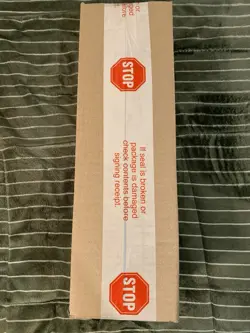 STOP
If seal is broken or
package is damaged
check contents before
signing receipt.
STOP